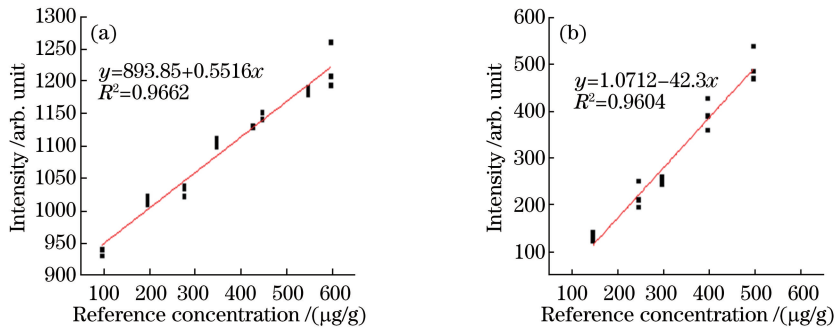 (a)
y=893.85+0.5516x
R²=0.9662
Intensity /arb. unit
1300
1250
1200
1150
1100
1050
1000
950
900
100 200 300 400 500 600
Reference concentration /(μg/g)
(b)
y=1.0712−42.3x
R²=0.9604
Intensity /arb. unit
600
500
400
300
200
100
100 200 300 400 500 600
Reference concentration /(μg/g)